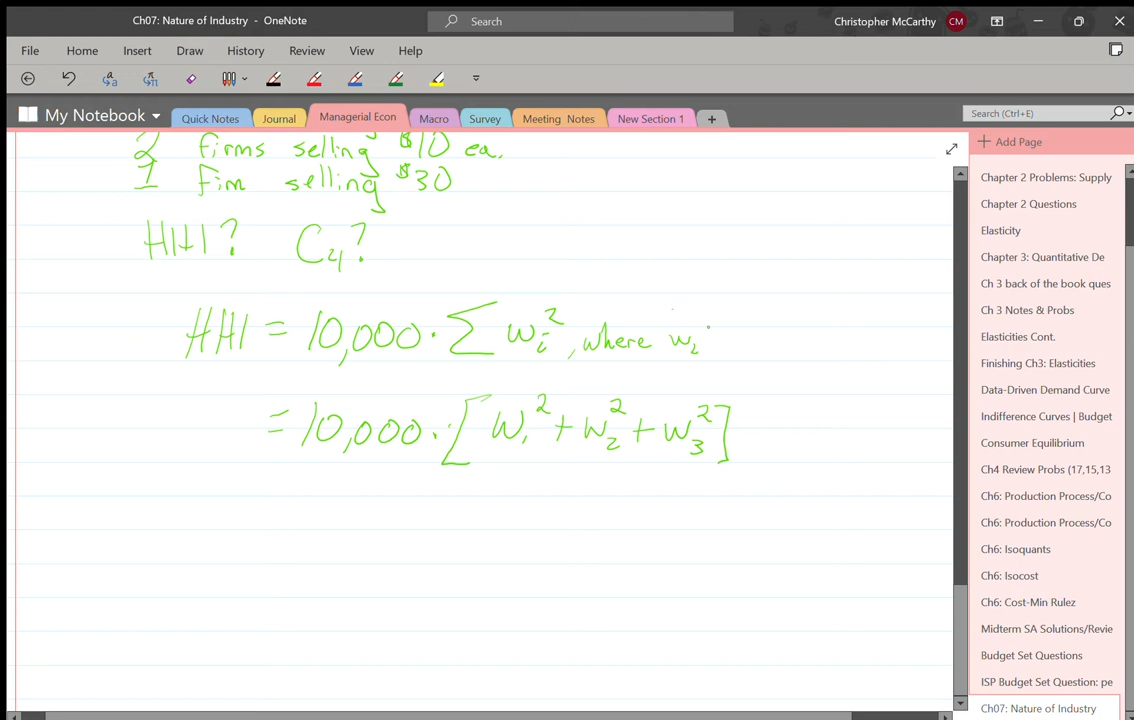 Ch07: Nature of Industry - OneNote
Search
Christopher McCarthy CM
File Home Insert Draw History Review View Help
My Notebook
Quick Notes Journal Managerial Econ Macro Survey Meeting Notes New Section 1 +
Search (Ctrl+E)
Add Page
2 firms selling $10 ea.
1 Fim selling $30
HHI? C4?
HHI = 10,000 · Σ wi², where wi
= 10,000 · [w1² + w2² + w3²]
Chapter 2 Problems: Supply
Chapter 2 Questions
Elasticity
Chapter 3: Quantitative De
Ch 3 back of the book ques
Ch 3 Notes & Probs
Elasticities Cont.
Finishing Ch3: Elasticities
Data-Driven Demand Curve
Indifference Curves | Budget
Consumer Equilibrium
Ch4 Review Probs (17,15,13
Ch6: Production Process/Co
Ch6: Production Process/Co
Ch6: Isoquants
Ch6: Isocost
Ch6: Cost-Min Rulez
Midterm SA Solutions/Revie
Budget Set Questions
ISP Budget Set Question: pe
Ch07: Nature of Industry